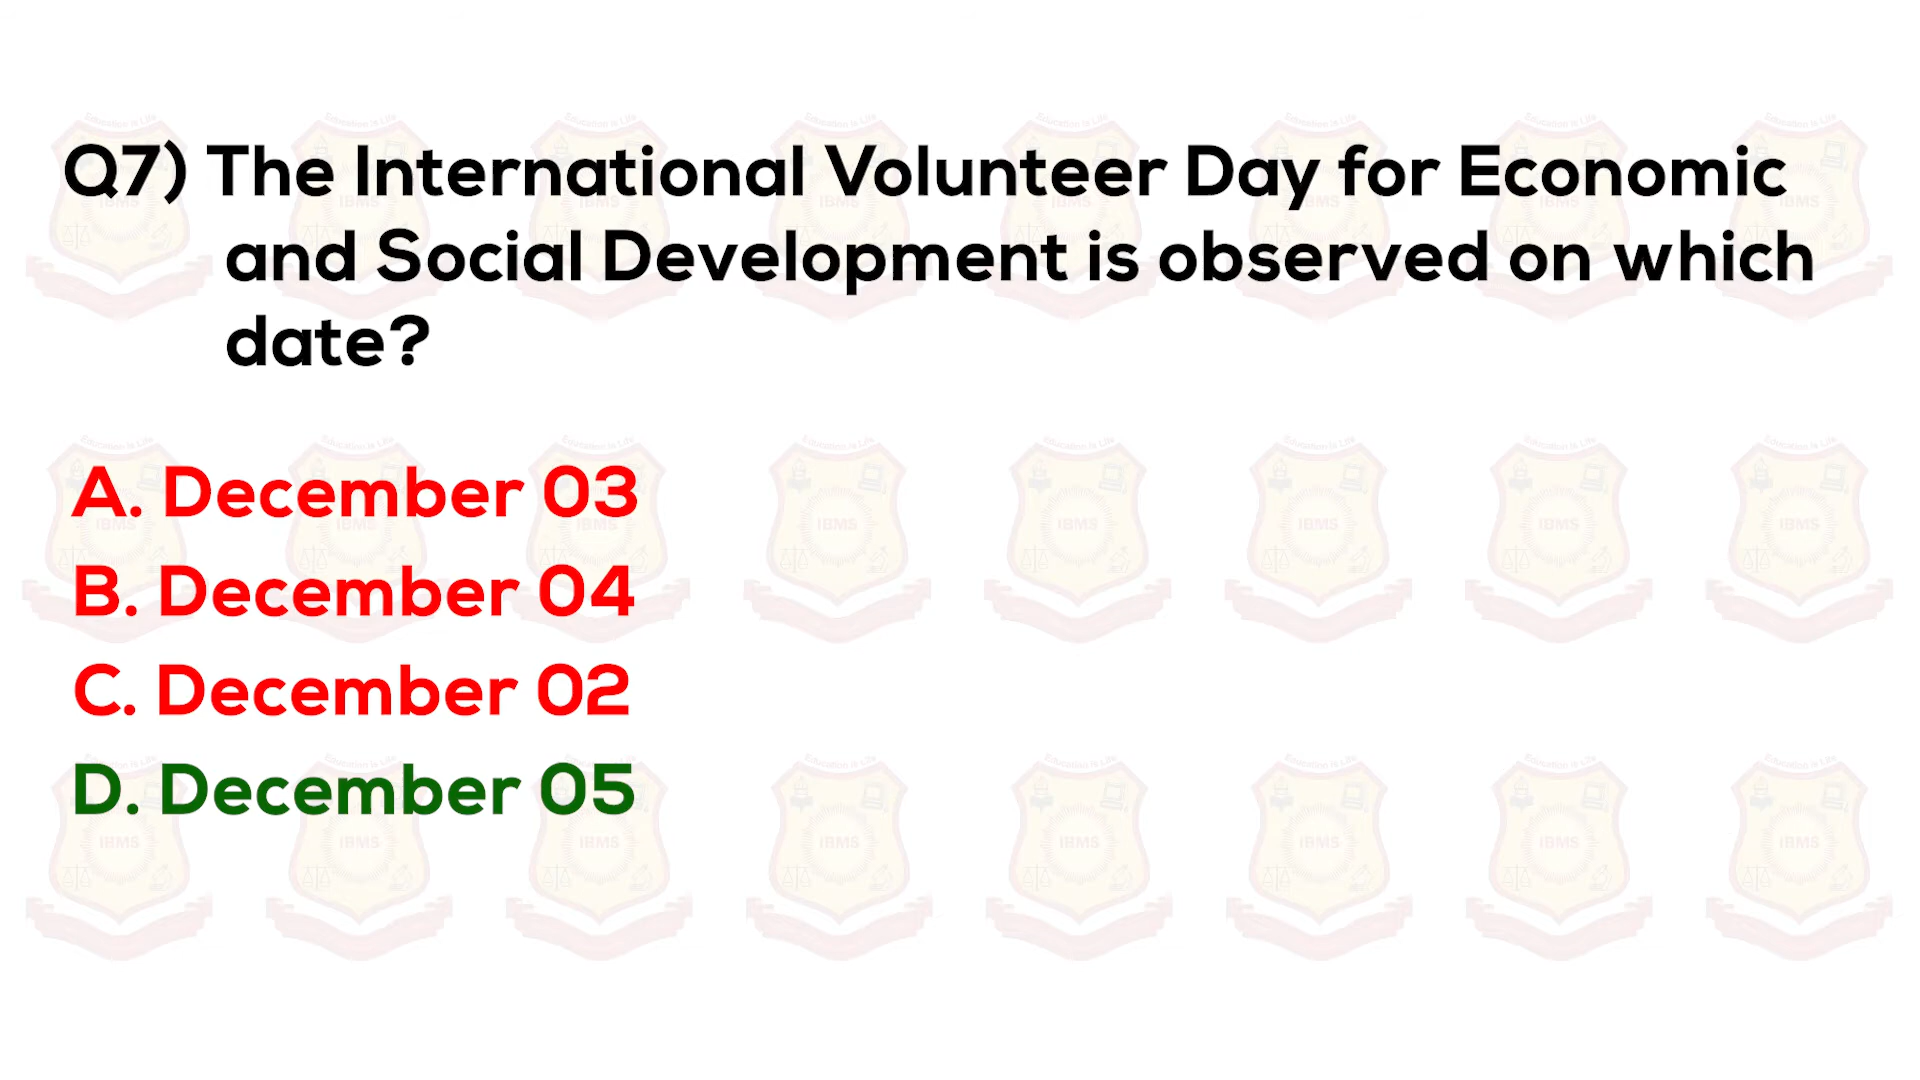 Q7) The International Volunteer Day for Economic
and Social Development is observed on which
date?
A. December 03
B. December 04
C. December 02
D. December 05